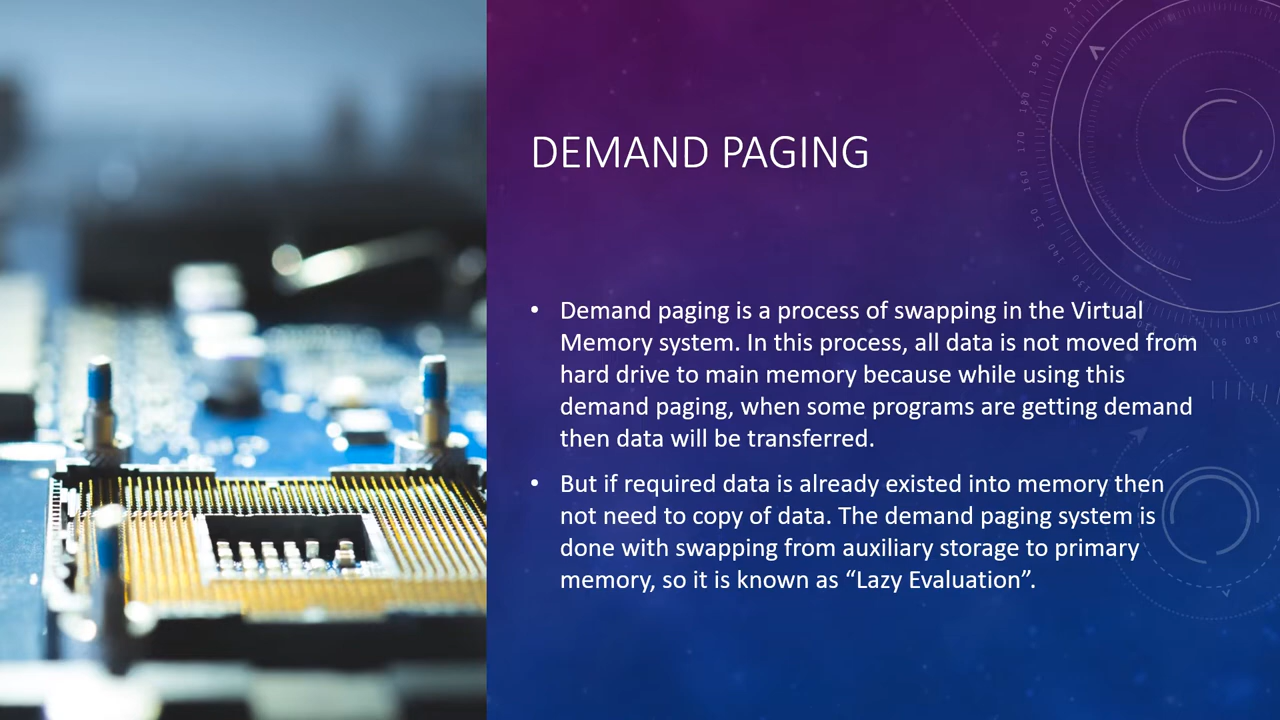 DEMAND PAGING
• Demand paging is a process of swapping in the Virtual
Memory system. In this process, all data is not moved from
hard drive to main memory because while using this
demand paging, when some programs are getting demand
then data will be transferred.
• But if required data is already existed into memory then
not need to copy of data. The demand paging system is
done with swapping from auxiliary storage to primary
memory, so it is known as “Lazy Evaluation”.